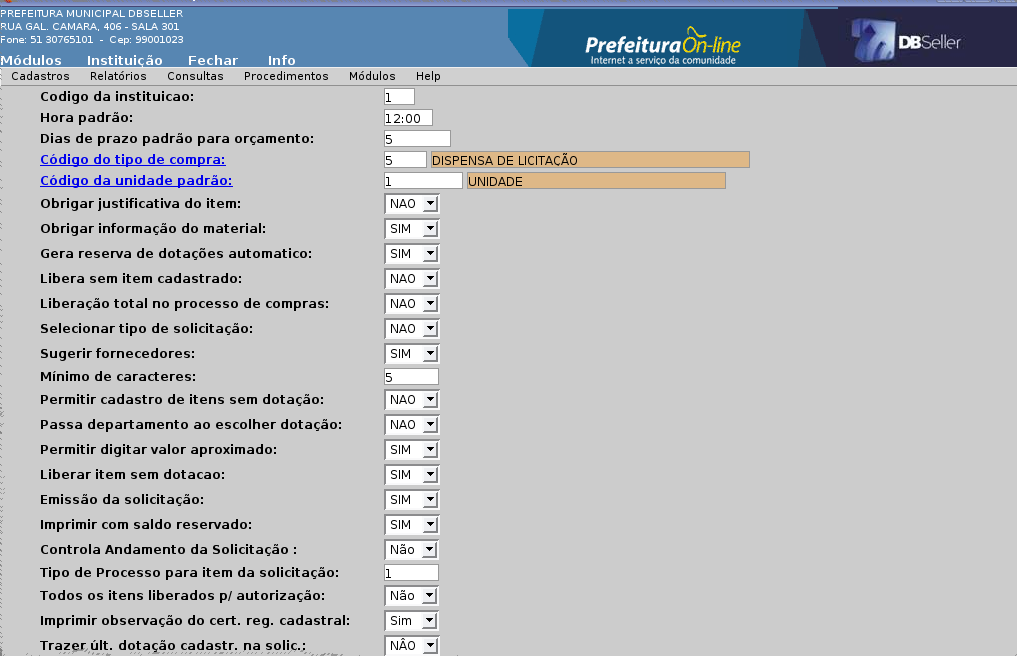 PREFEITURA MUNICIPAL DBSELLER
RUA GAL. CAMARA, 406 - SALA 301
Fone: 51 30765101 - Cep: 99001023
PrefeituraOn-line
Internet a serviço da comunidade
DBSeller
Módulos Instituição Fechar Info
Cadastros Relatórios Consultas Procedimentos Módulos Help
Codigo da instituicao: 1
Hora padrão: 12:00
Dias de prazo padrão para orçamento: 5
Código do tipo de compra: 5 DISPENSA DE LICITAÇÃO
Código da unidade padrão: 1 UNIDADE
Obrigar justificativa do item: NAO
Obrigar informação do material: SIM
Gera reserva de dotações automatico: SIM
Libera sem item cadastrado: NAO
Liberação total no processo de compras: NAO
Selecionar tipo de solicitação: NAO
Sugerir fornecedores: SIM
Mínimo de caracteres: 5
Permitir cadastro de itens sem dotação: NAO
Passa departamento ao escolher dotação: NAO
Permitir digitar valor aproximado: SIM
Liberar item sem dotacao: SIM
Emissão da solicitação: SIM
Imprimir com saldo reservado: SIM
Controla Andamento da Solicitação : Não
Tipo de Processo para item da solicitação: 1
Todos os itens liberados p/ autorização: Não
Imprimir observação do cert. reg. cadastral: Sim
Trazer últ. dotação cadastr. na solic.: NÂO